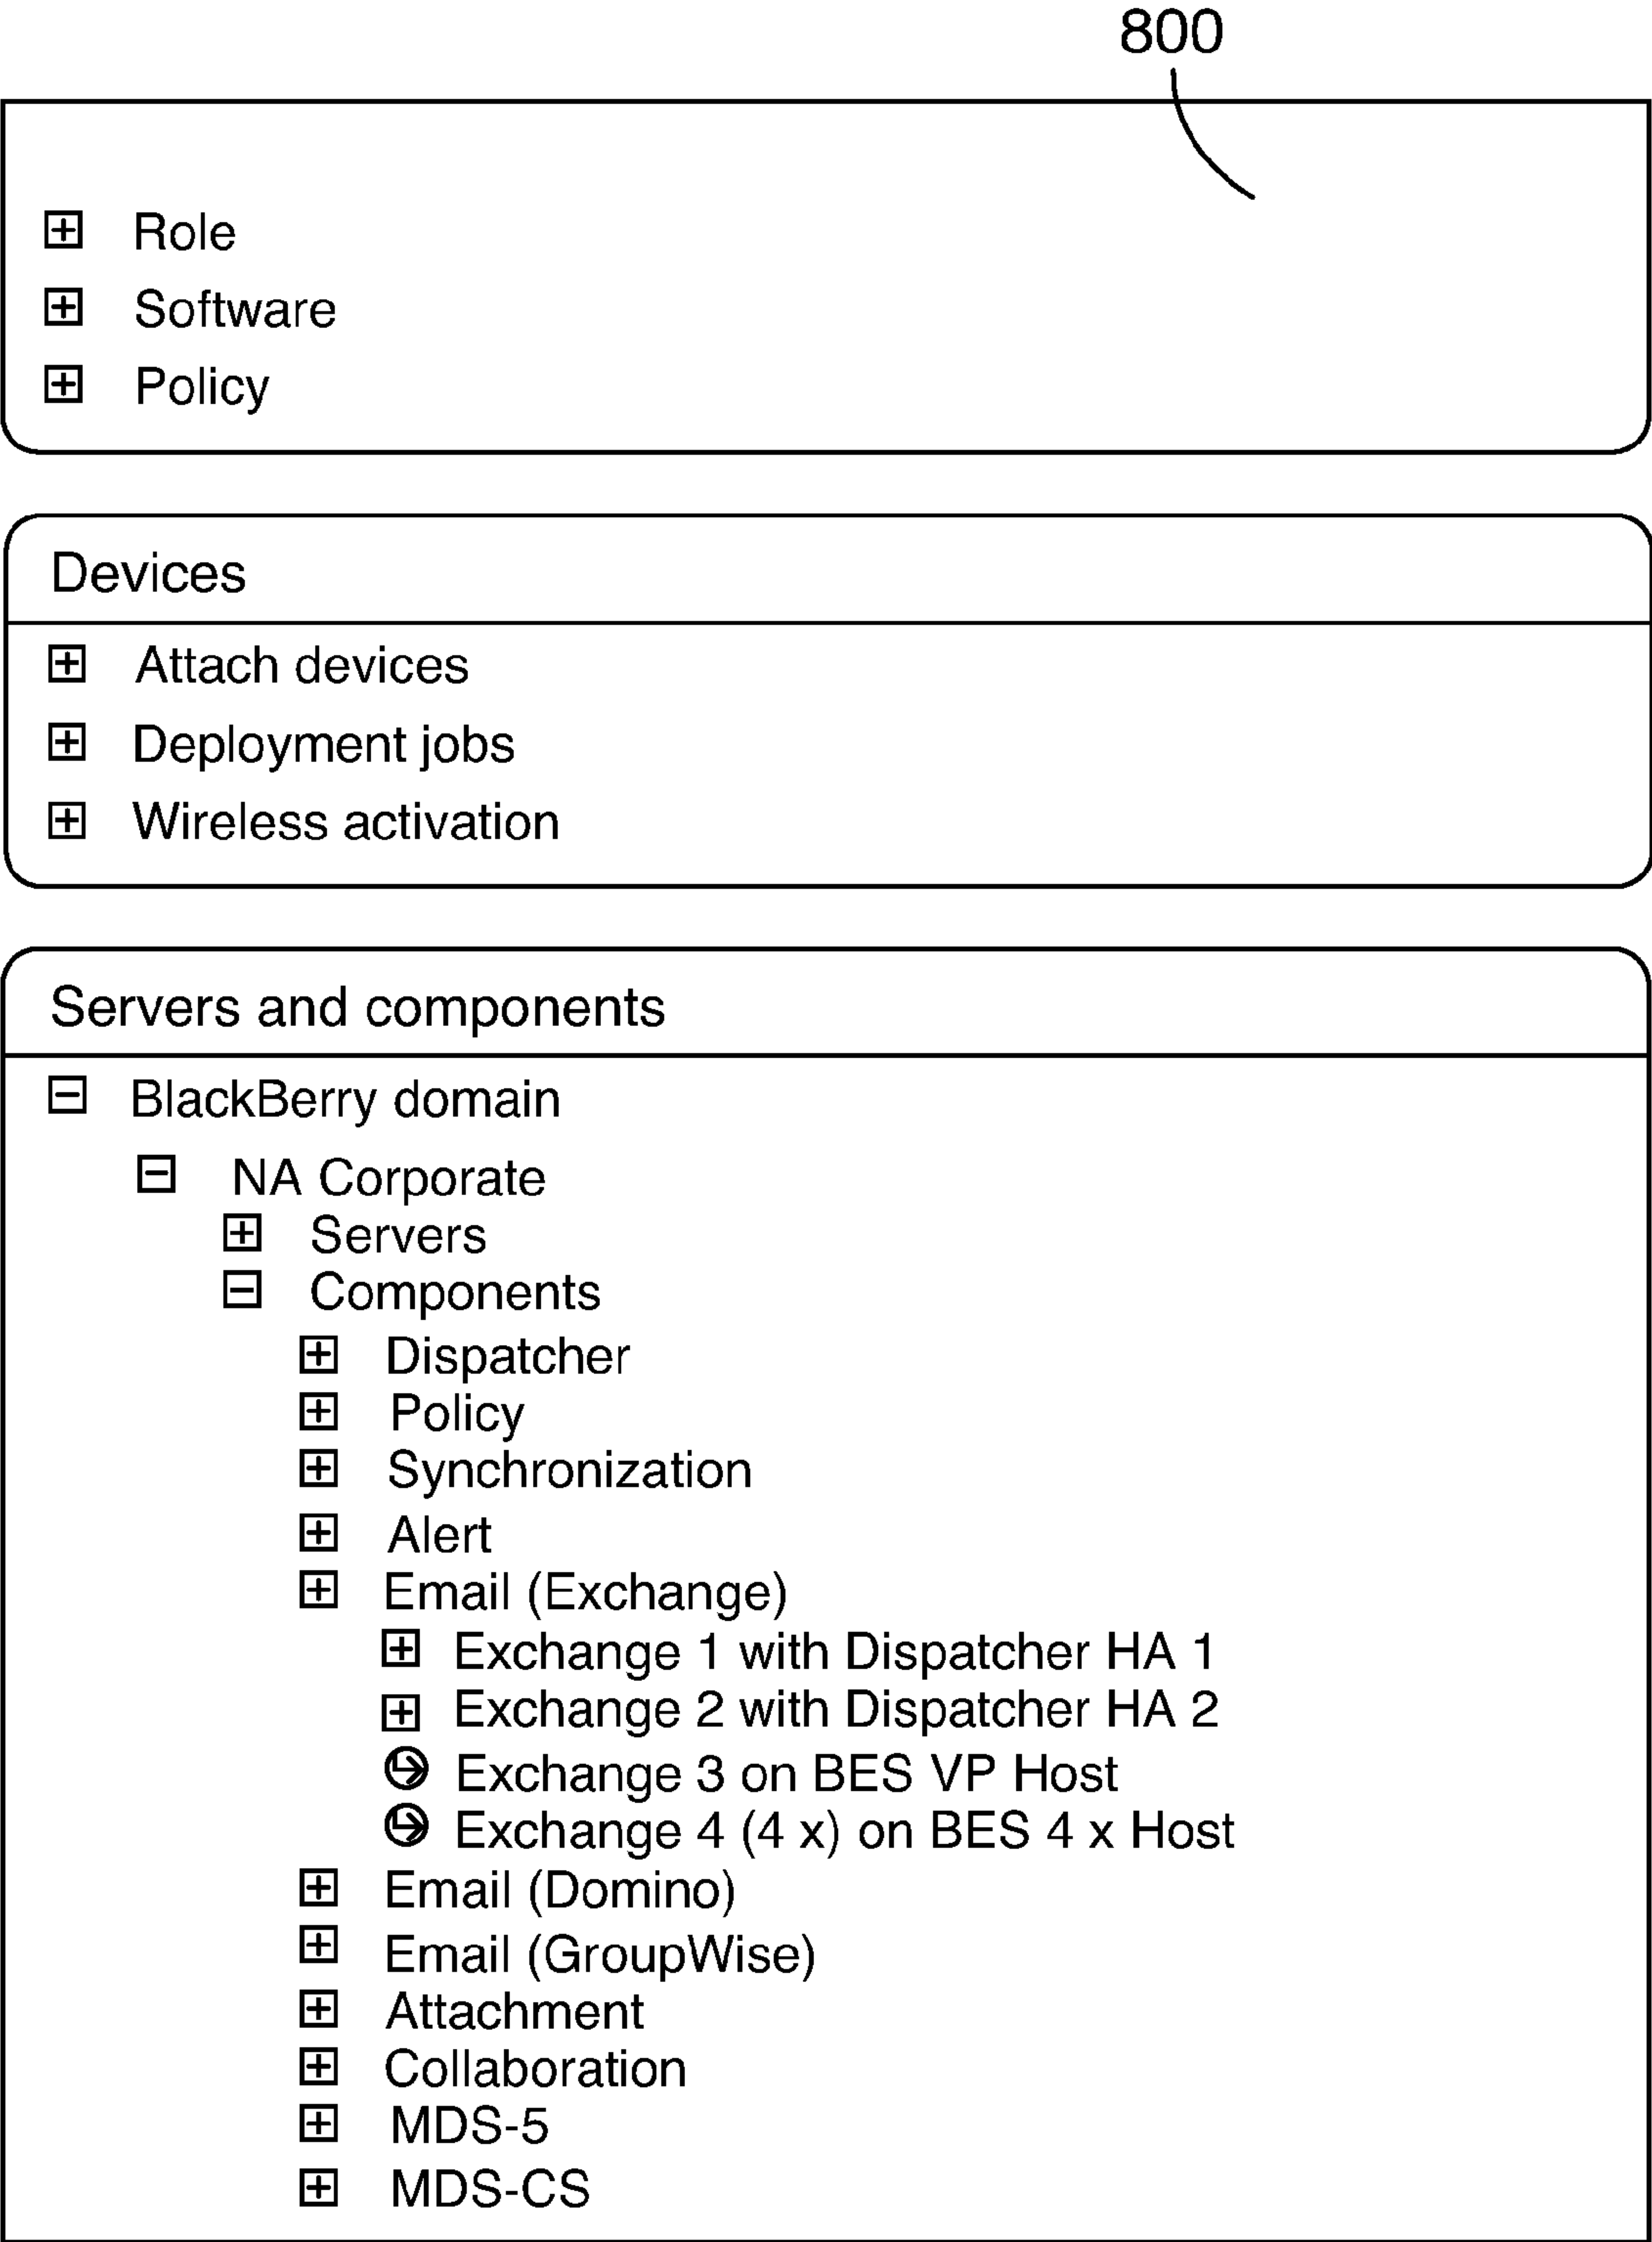 800
Role
Software
Policy
Devices
Attach devices
Deployment jobs
Wireless activation
Servers and components
BlackBerry domain
NA Corporate
Servers
Components
Dispatcher
Policy
Synchronization
Alert
Email (Exchange)
Exchange 1 with Dispatcher HA 1
Exchange 2 with Dispatcher HA 2
Exchange 3 on BES VP Host
Exchange 4 (4 x) on BES 4 x Host
Email (Domino)
Email (GroupWise)
Attachment
Collaboration
MDS-5
MDS-CS